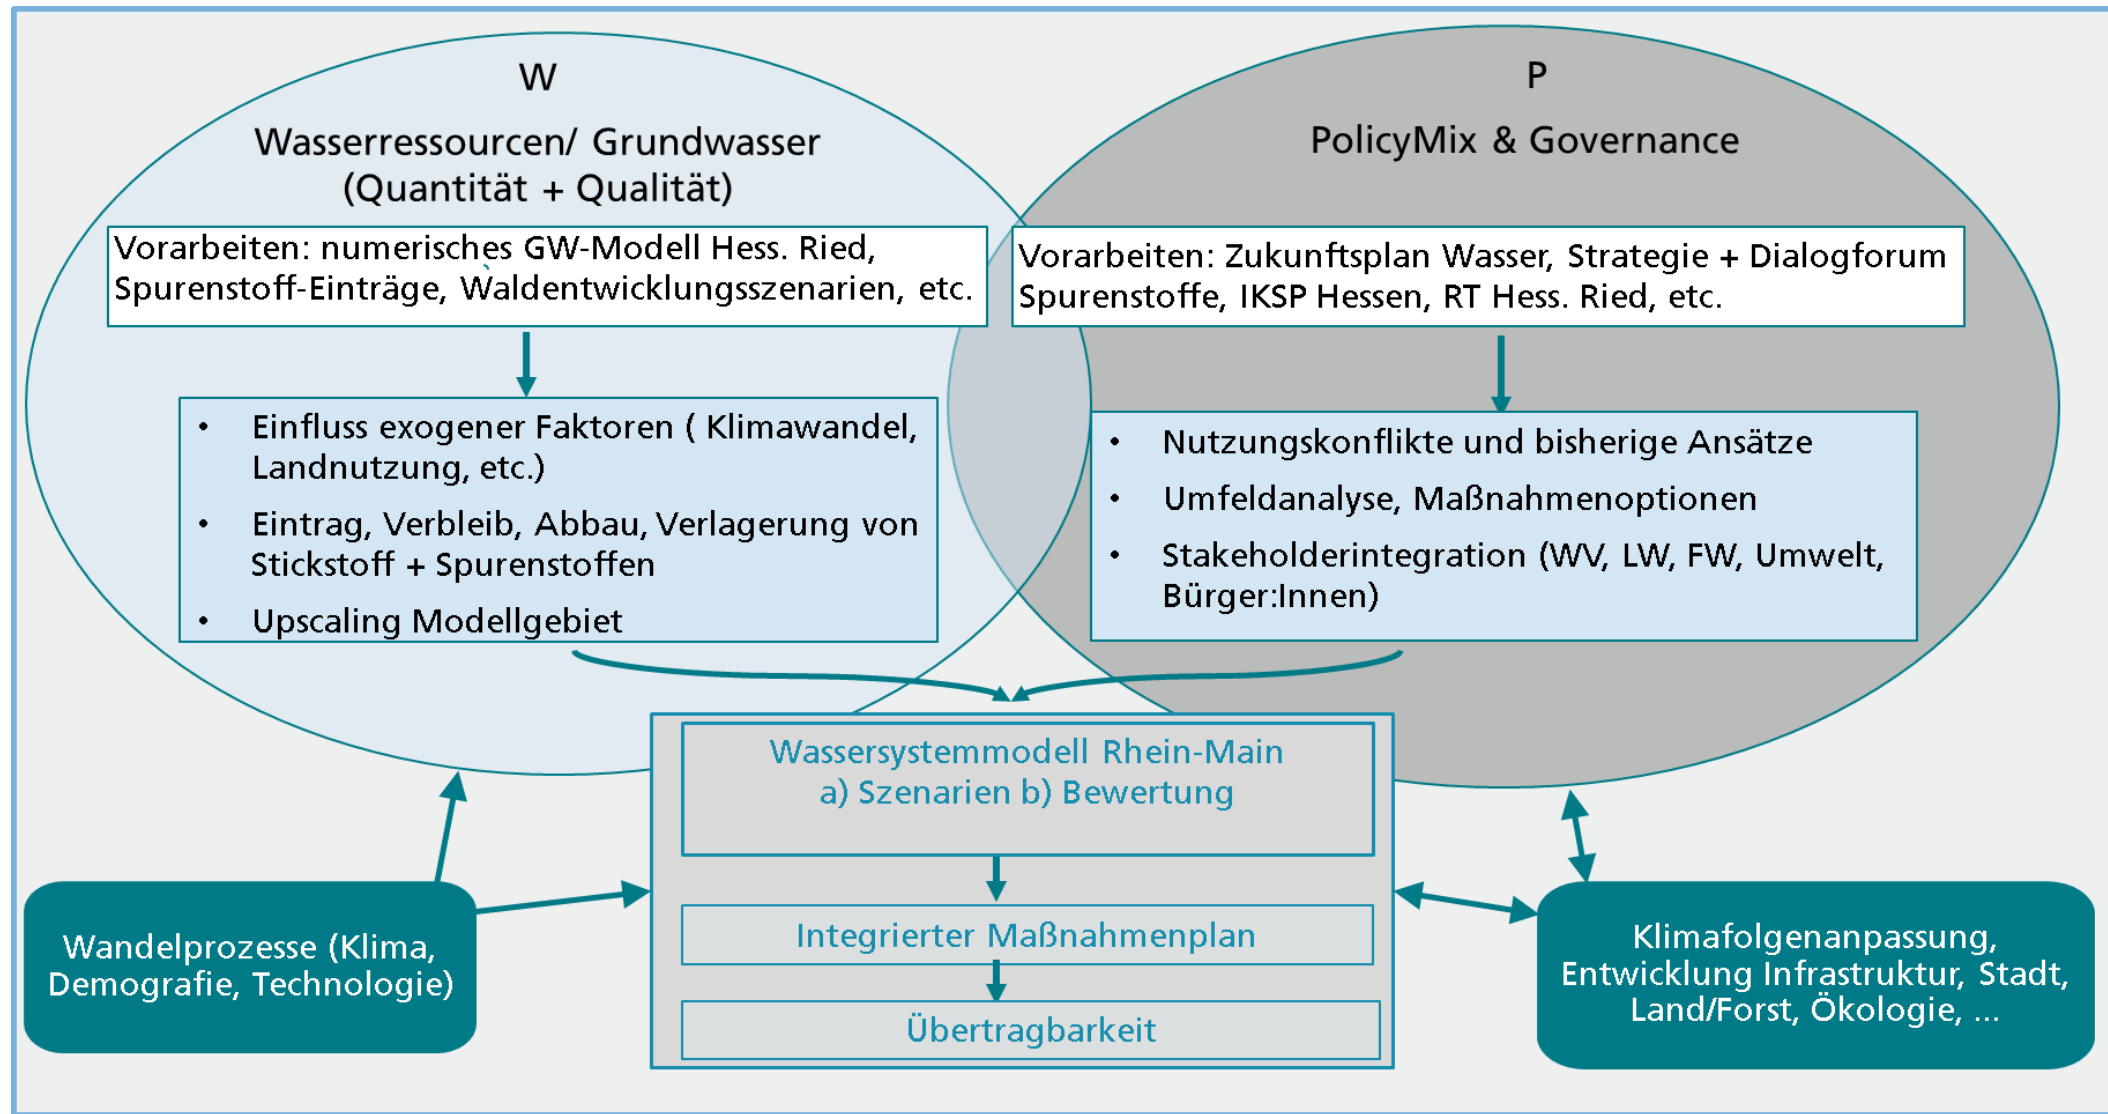 W
Wasserressourcen/ Grundwasser
(Quantität + Qualität)
Vorarbeiten: numerisches GW-Modell Hess. Ried,
Spurenstoff-Einträge, Waldentwicklungsszenarien, etc.
• Einfluss exogener Faktoren ( Klimawandel,
Landnutzung, etc.)
• Eintrag, Verbleib, Abbau, Verlagerung von
Stickstoff + Spurenstoffen
• Upscaling Modellgebiet
P
PolicyMix & Governance
Vorarbeiten: Zukunftsplan Wasser, Strategie + Dialogforum
Spurenstoffe, IKSP Hessen, RT Hess. Ried, etc.
• Nutzungskonflikte und bisherige Ansätze
• Umfeldanalyse, Maßnahmenoptionen
• Stakeholderintegration (WV, LW, FW, Umwelt,
Bürger:Innen)
Wassersystemmodell Rhein-Main
a) Szenarien b) Bewertung
Integrierter Maßnahmenplan
Übertragbarkeit
Wandelprozesse (Klima,
Demografie, Technologie)
Klimafolgenanpassung,
Entwicklung Infrastruktur, Stadt,
Land/Forst, Ökologie, ...